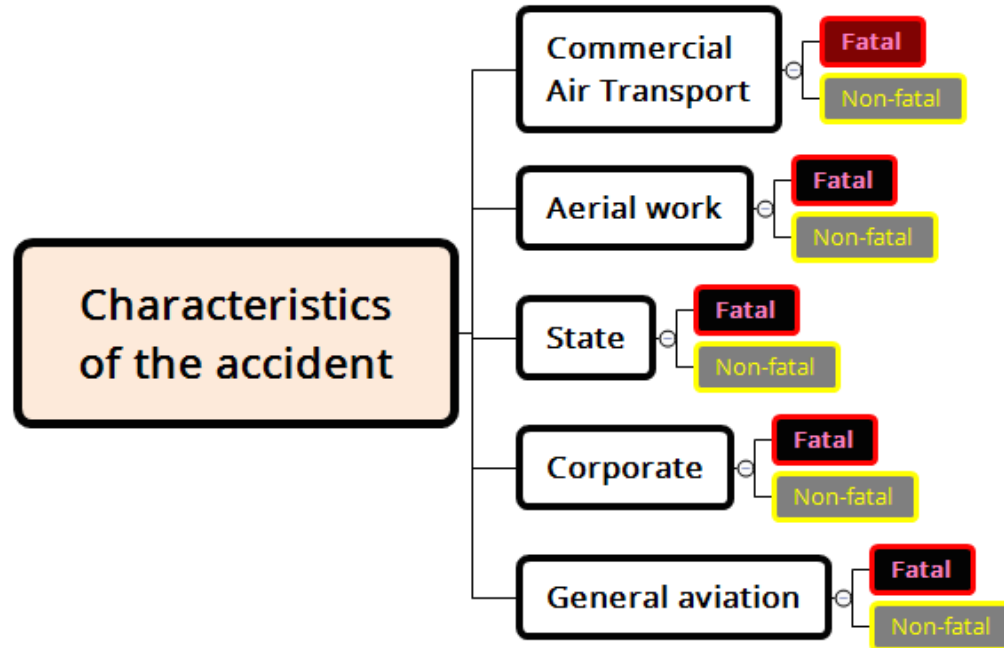 Characteristics
of the accident
Commercial
Air Transport
Fatal
Non-fatal
Aerial work
Fatal
Non-fatal
State
Fatal
Non-fatal
Corporate
Fatal
Non-fatal
General aviation
Fatal
Non-fatal